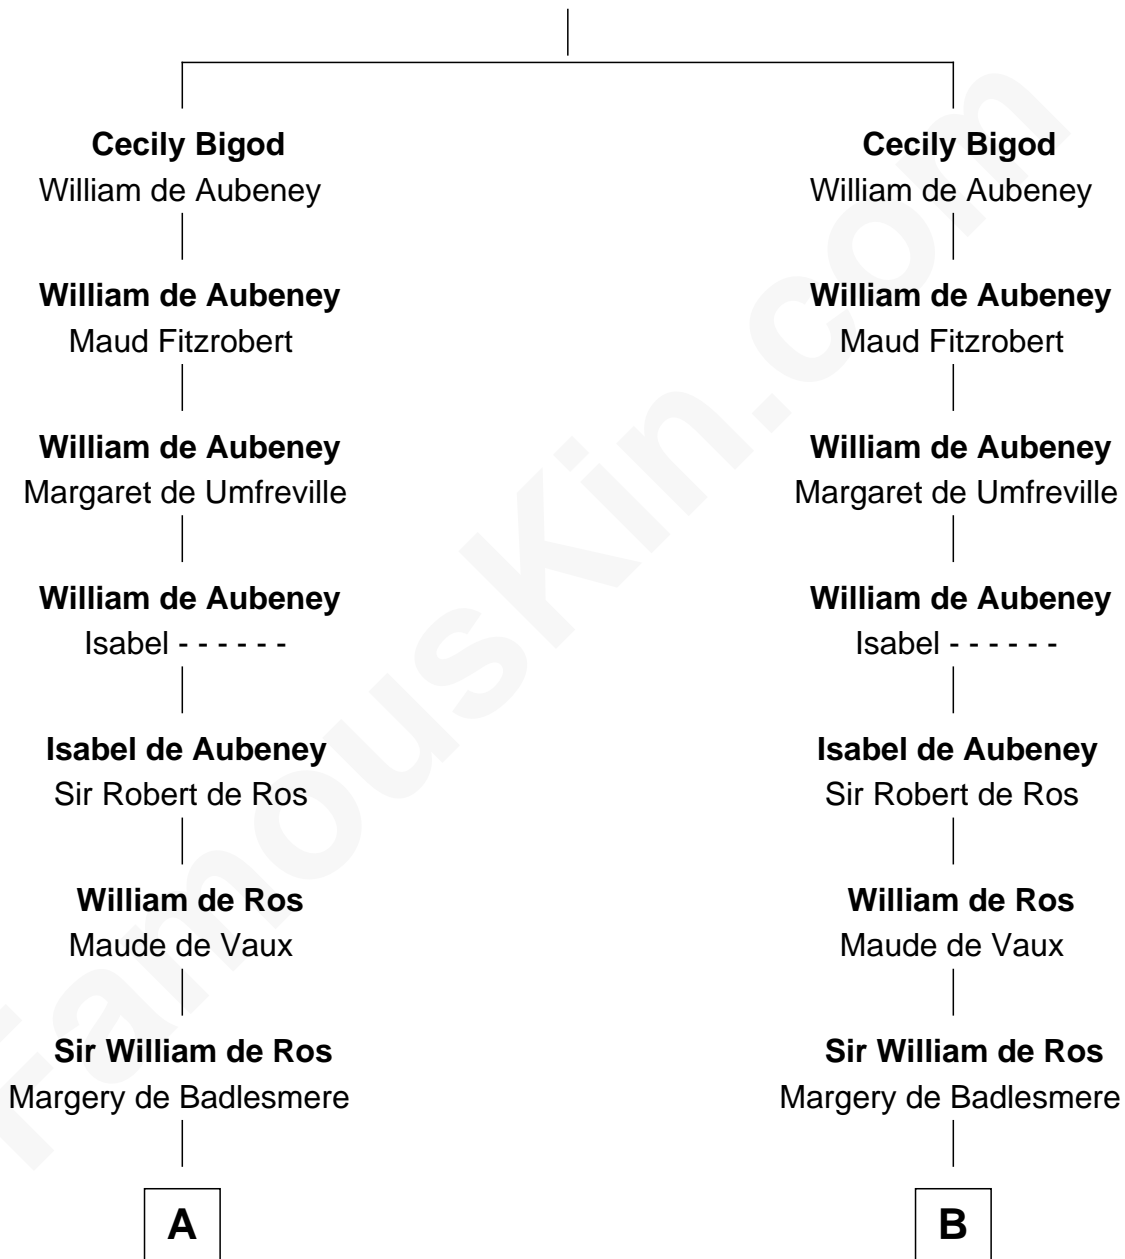 Cecily Bigod
William de Aubeney
William de Aubeney
Maud Fitzrobert
William de Aubeney
Margaret de Umfreville
William de Aubeney
Isabel - - - - - -
Isabel de Aubeney
Sir Robert de Ros
William de Ros
Maude de Vaux
Sir William de Ros
Margery de Badlesmere
A
Cecily Bigod
William de Aubeney
William de Aubeney
Maud Fitzrobert
William de Aubeney
Margaret de Umfreville
William de Aubeney
Isabel - - - - - -
Isabel de Aubeney
Sir Robert de Ros
William de Ros
Maude de Vaux
Sir William de Ros
Margery de Badlesmere
B
FamousKin.com